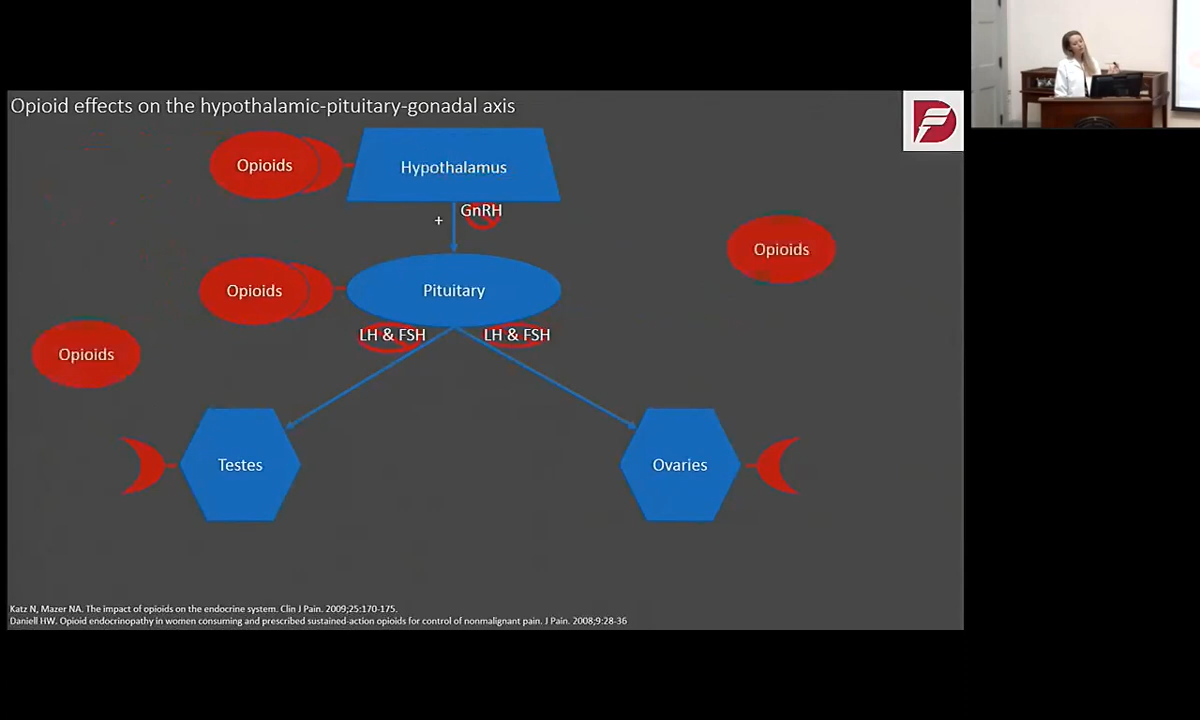 Opioid effects on the hypothalamic-pituitary-gonadal axis
Opioids
Hypothalamus
+
GnRH
Opioids
Opioids
Pituitary
LH & FSH
LH & FSH
Opioids
Testes
Ovaries
Katz N, Mazer NA. The impact of opioids on the endocrine system. Clin J Pain. 2009;25:170-175.
Daniell HW. Opioid endocrinopathy in women consuming and prescribed sustained-action opioids for control of nonmalignant pain. J Pain. 2008;9:28-36